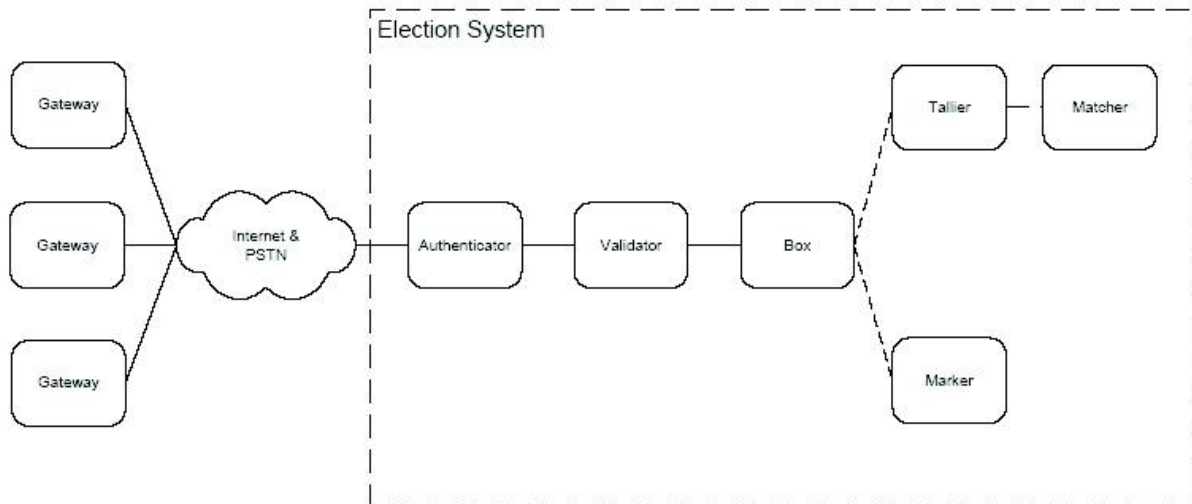 Election System
Gateway
Tallier
Matcher
Gateway
Internet &
PSTN
Authenticator
Validator
Box
Gateway
Marker